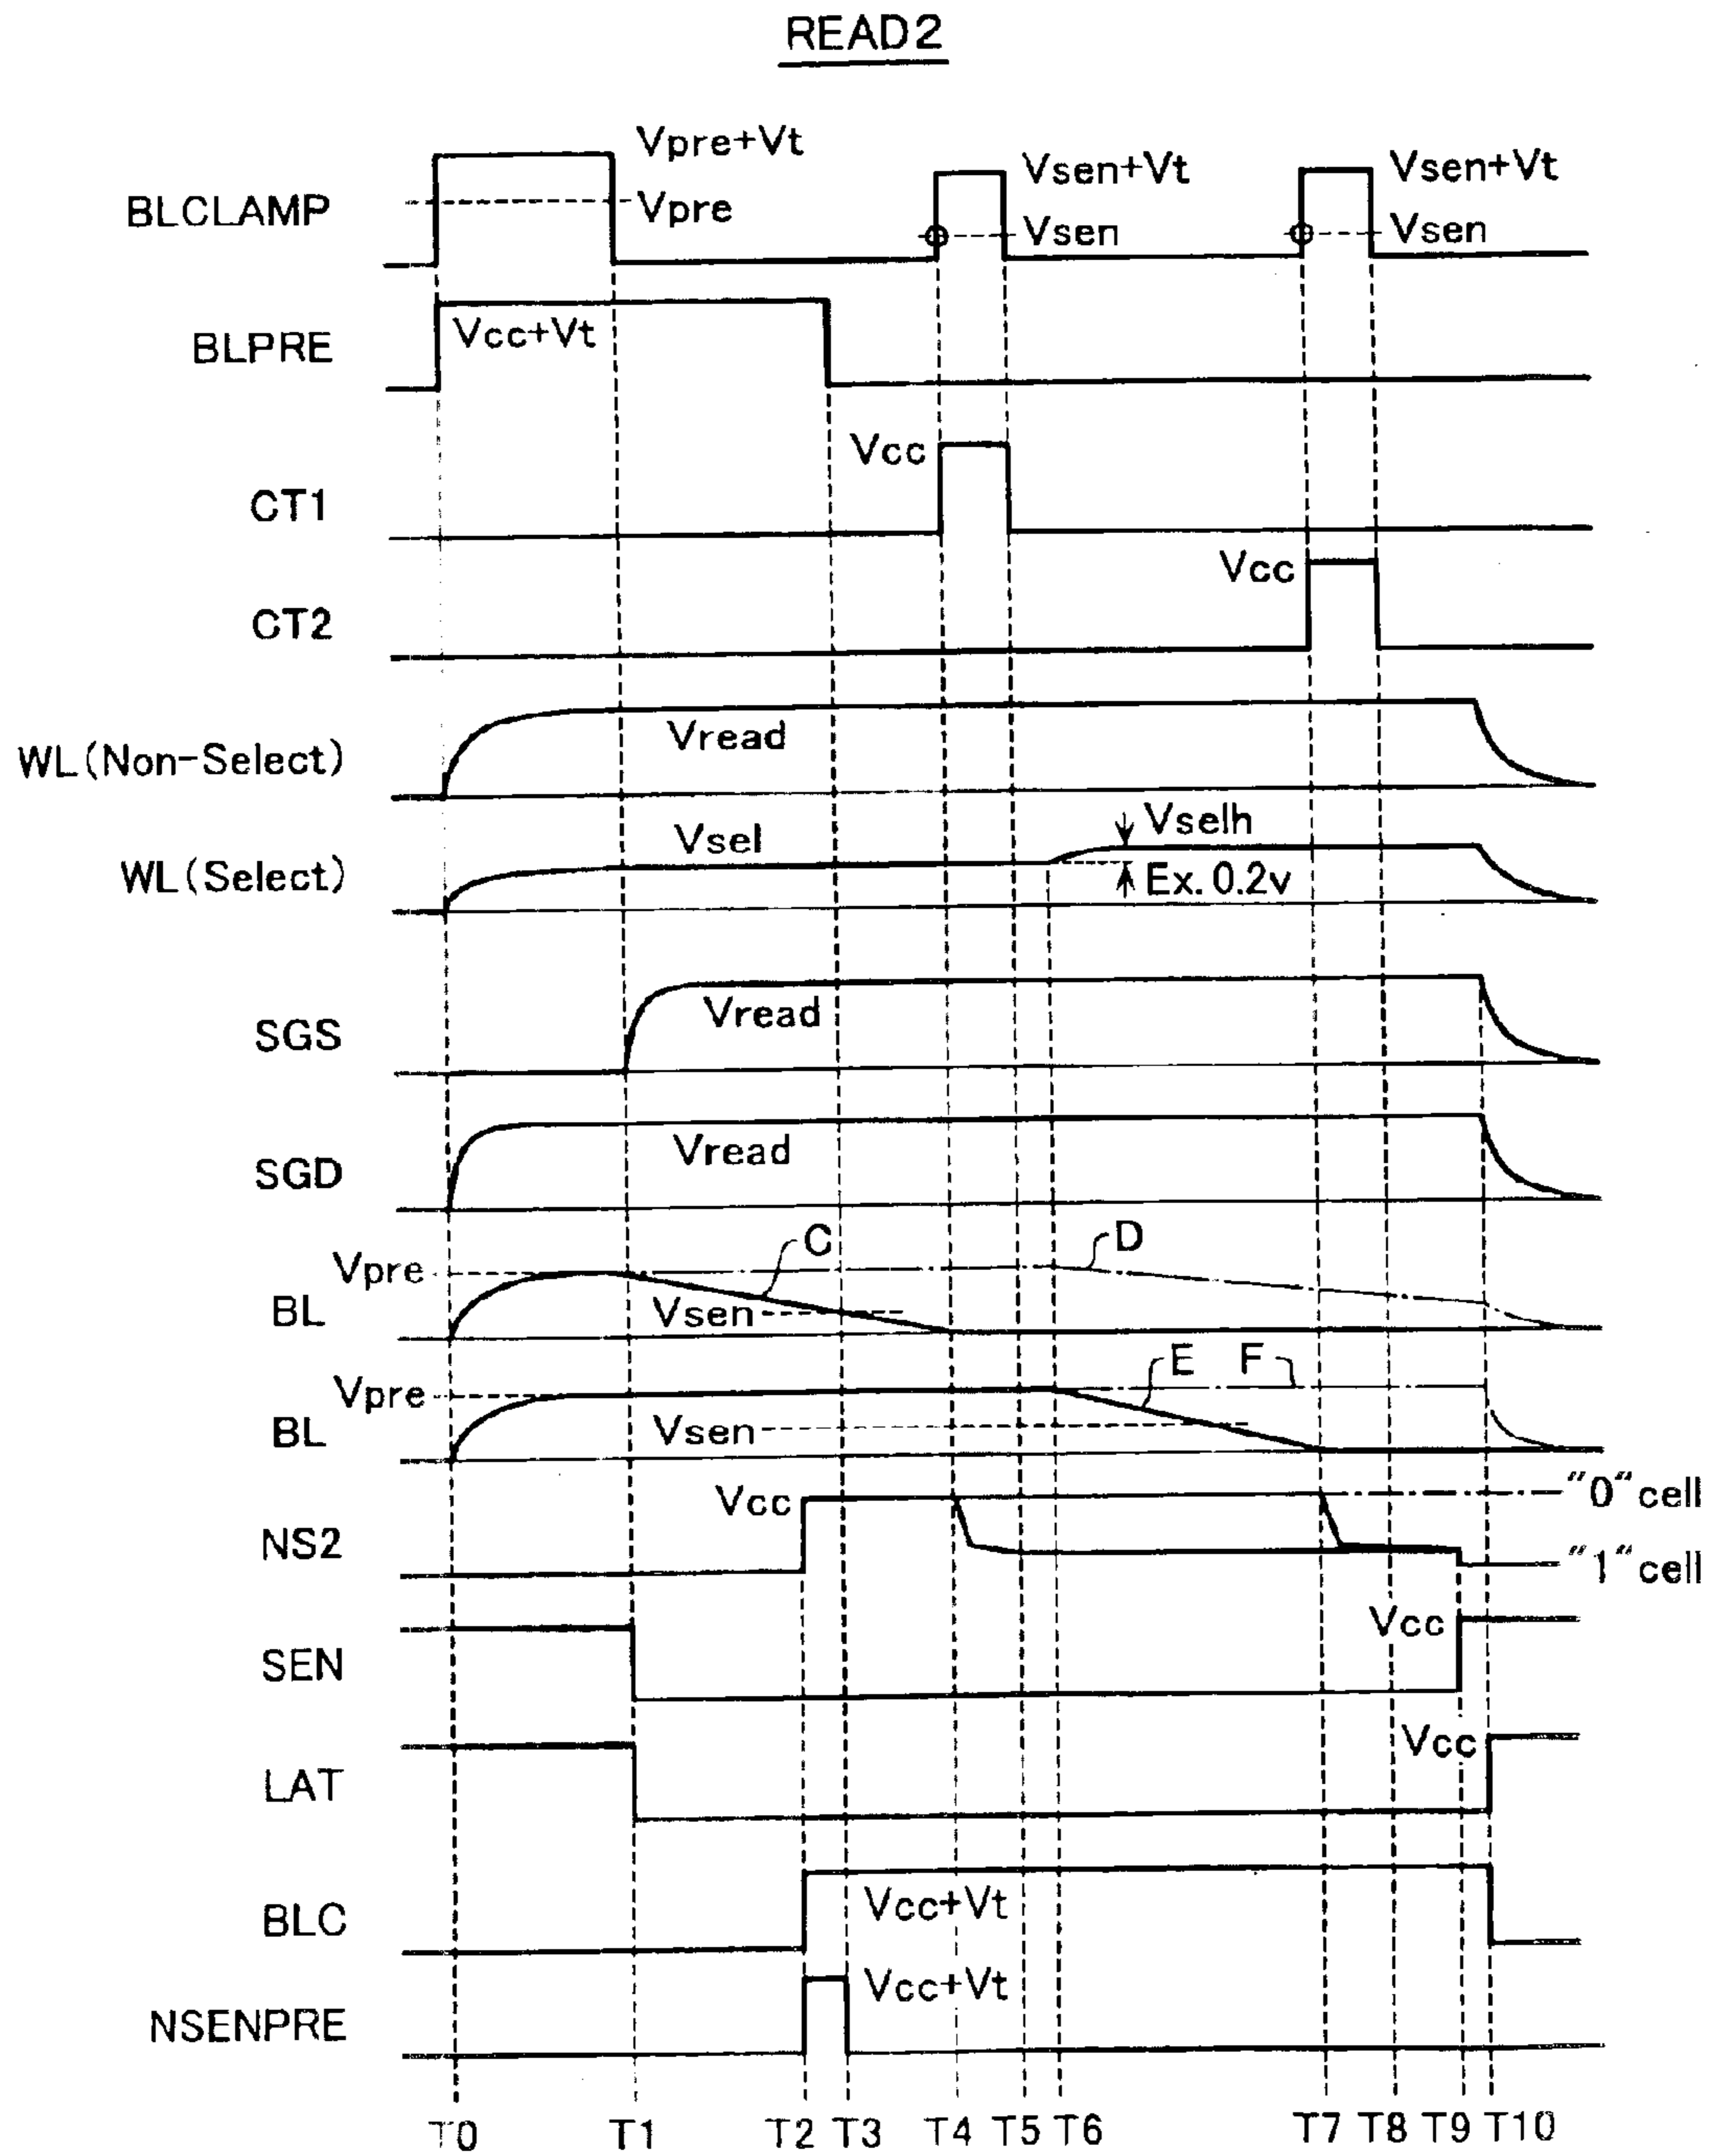 READ2
Vpre+Vt
Vsen+Vt
Vsen+Vt
BLCLAMP
Vpre
Vsen
Vsen
BLPRE
Vcc+Vt
Vcc
CT1
Vcc
CT2
WL(Non-Select)
Vread
Vsel
Vselh
WL(Select)
Ex. 0.2v
SGS
Vread
SGD
Vread
C
D
Vpre
BL
Vsen
E
F
Vpre
BL
Vsen
Vcc
"0" cell
NS2
"1" cell
Vcc
SEN
Vcc
LAT
BLC
Vcc+Vt
Vcc+Vt
NSENPRE
T0 T1 T2 T3 T4 T5 T6 T7 T8 T9 T10